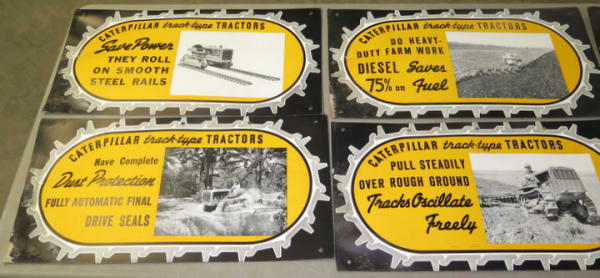 CATERPILLAR track-type TRACTORS
Save Power
THEY ROLL
ON SMOOTH
STEEL RAILS
CATERPILLAR track-type TRACTORS
DO HEAVY-
DUTY FARM WORK
DIESEL Saves
75% on Fuel
CATERPILLAR track-type TRACTORS
Have Complete
Dust Protection
FULLY AUTOMATIC FINAL
DRIVE SEALS
CATERPILLAR track-type TRACTORS
PULL STEADILY
OVER ROUGH GROUND
Tracks Oscillate
Freely